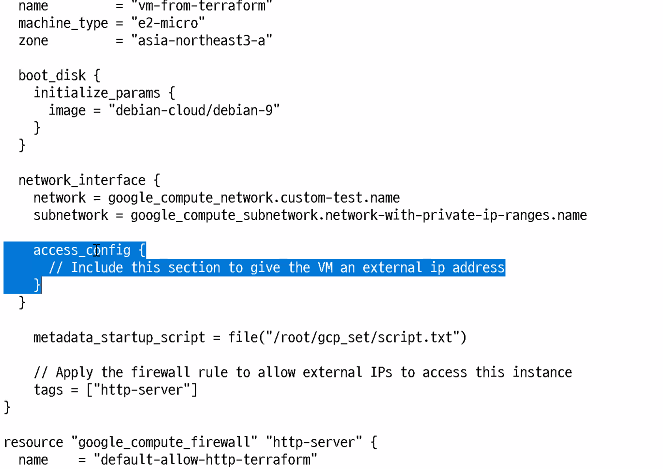 name         = "vm-from-terraform"
machine_type = "e2-micro"
zone         = "asia-northeast3-a"
boot_disk {
initialize_params {
image = "debian-cloud/debian-9"
}
}
network_interface {
network = google_compute_network.custom-test.name
subnetwork = google_compute_subnetwork.network-with-private-ip-ranges.name
access_config {
// Include this section to give the VM an external ip address
}
}
metadata_startup_script = file("/root/gcp_set/script.txt")
// Apply the firewall rule to allow external IPs to access this instance
tags = ["http-server"]
}
resource "google_compute_firewall" "http-server" {
name    = "default-allow-http-terraform"